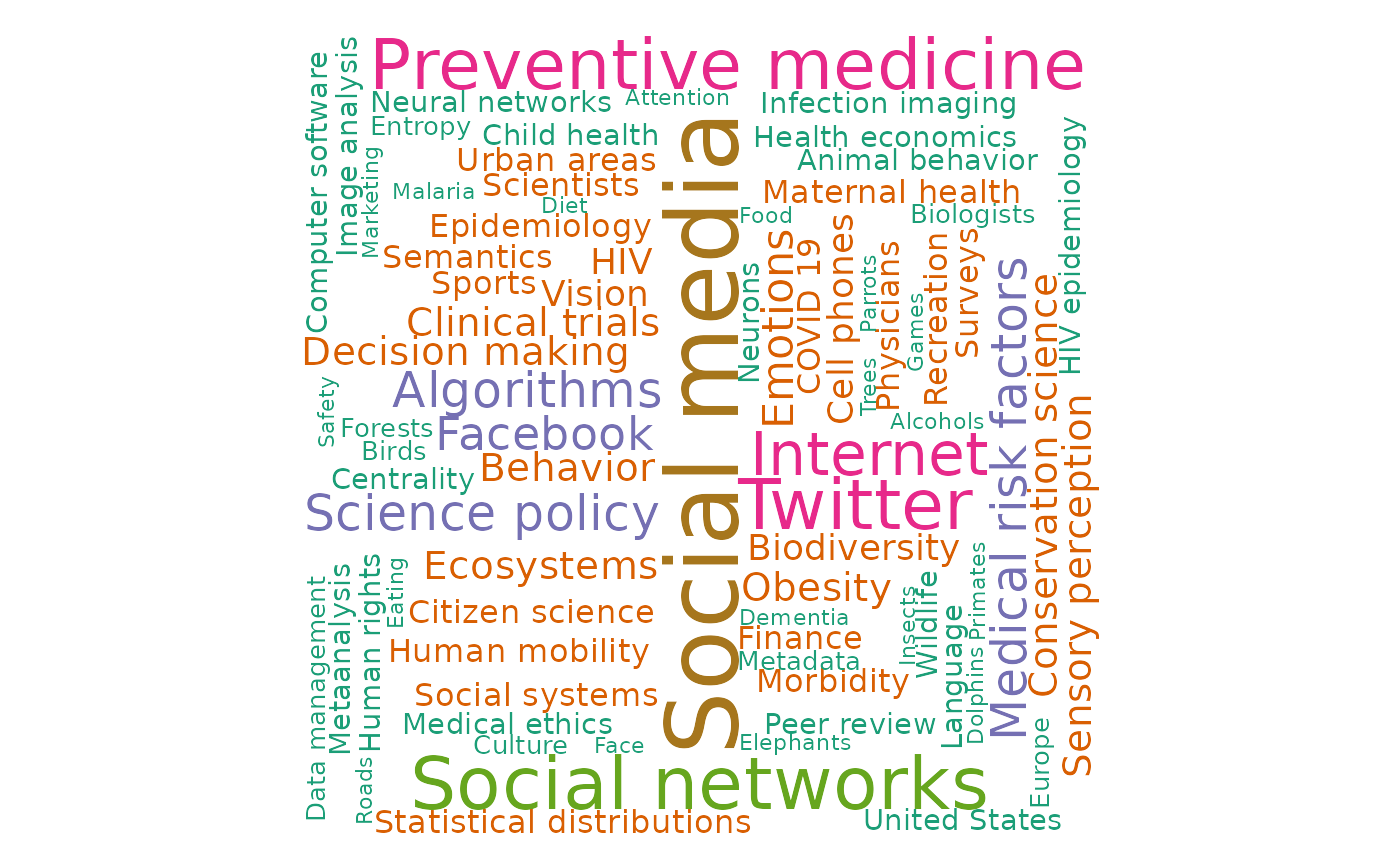 Preventive medicine
Computer software
Image analysis
Neural networks
Attention
Infection imaging
Entropy
Child health
Health economics
Marketing
Urban areas
Animal behavior
Malaria
Scientists
Maternal health
HIV epidemiology
Diet
Food
Biologists
Epidemiology
Semantics
HIV
Sports
Vision
Social media
Neurons
Emotions
COVID 19
Cell phones
Parrots
Physicians
Games
Recreation
Surveys
Clinical trials
Decision making
Trees
Algorithms
Safety
Forests
Facebook
Alcohols
Birds
Behavior
Internet
Centrality
Medical risk factors
Conservation science
Sensory perception
Science policy
Twitter
Ecosystems
Biodiversity
Data management
Metaanalysis
Human rights
Eating
Obesity
Citizen science
Dementia
Insects
Wildlife
Language
Primates
Dolphins
Finance
Human mobility
Metadata
Morbidity
Social systems
Medical ethics
Peer review
Culture
Face
Elephants
Europe
Roads
Social networks
Statistical distributions
United States